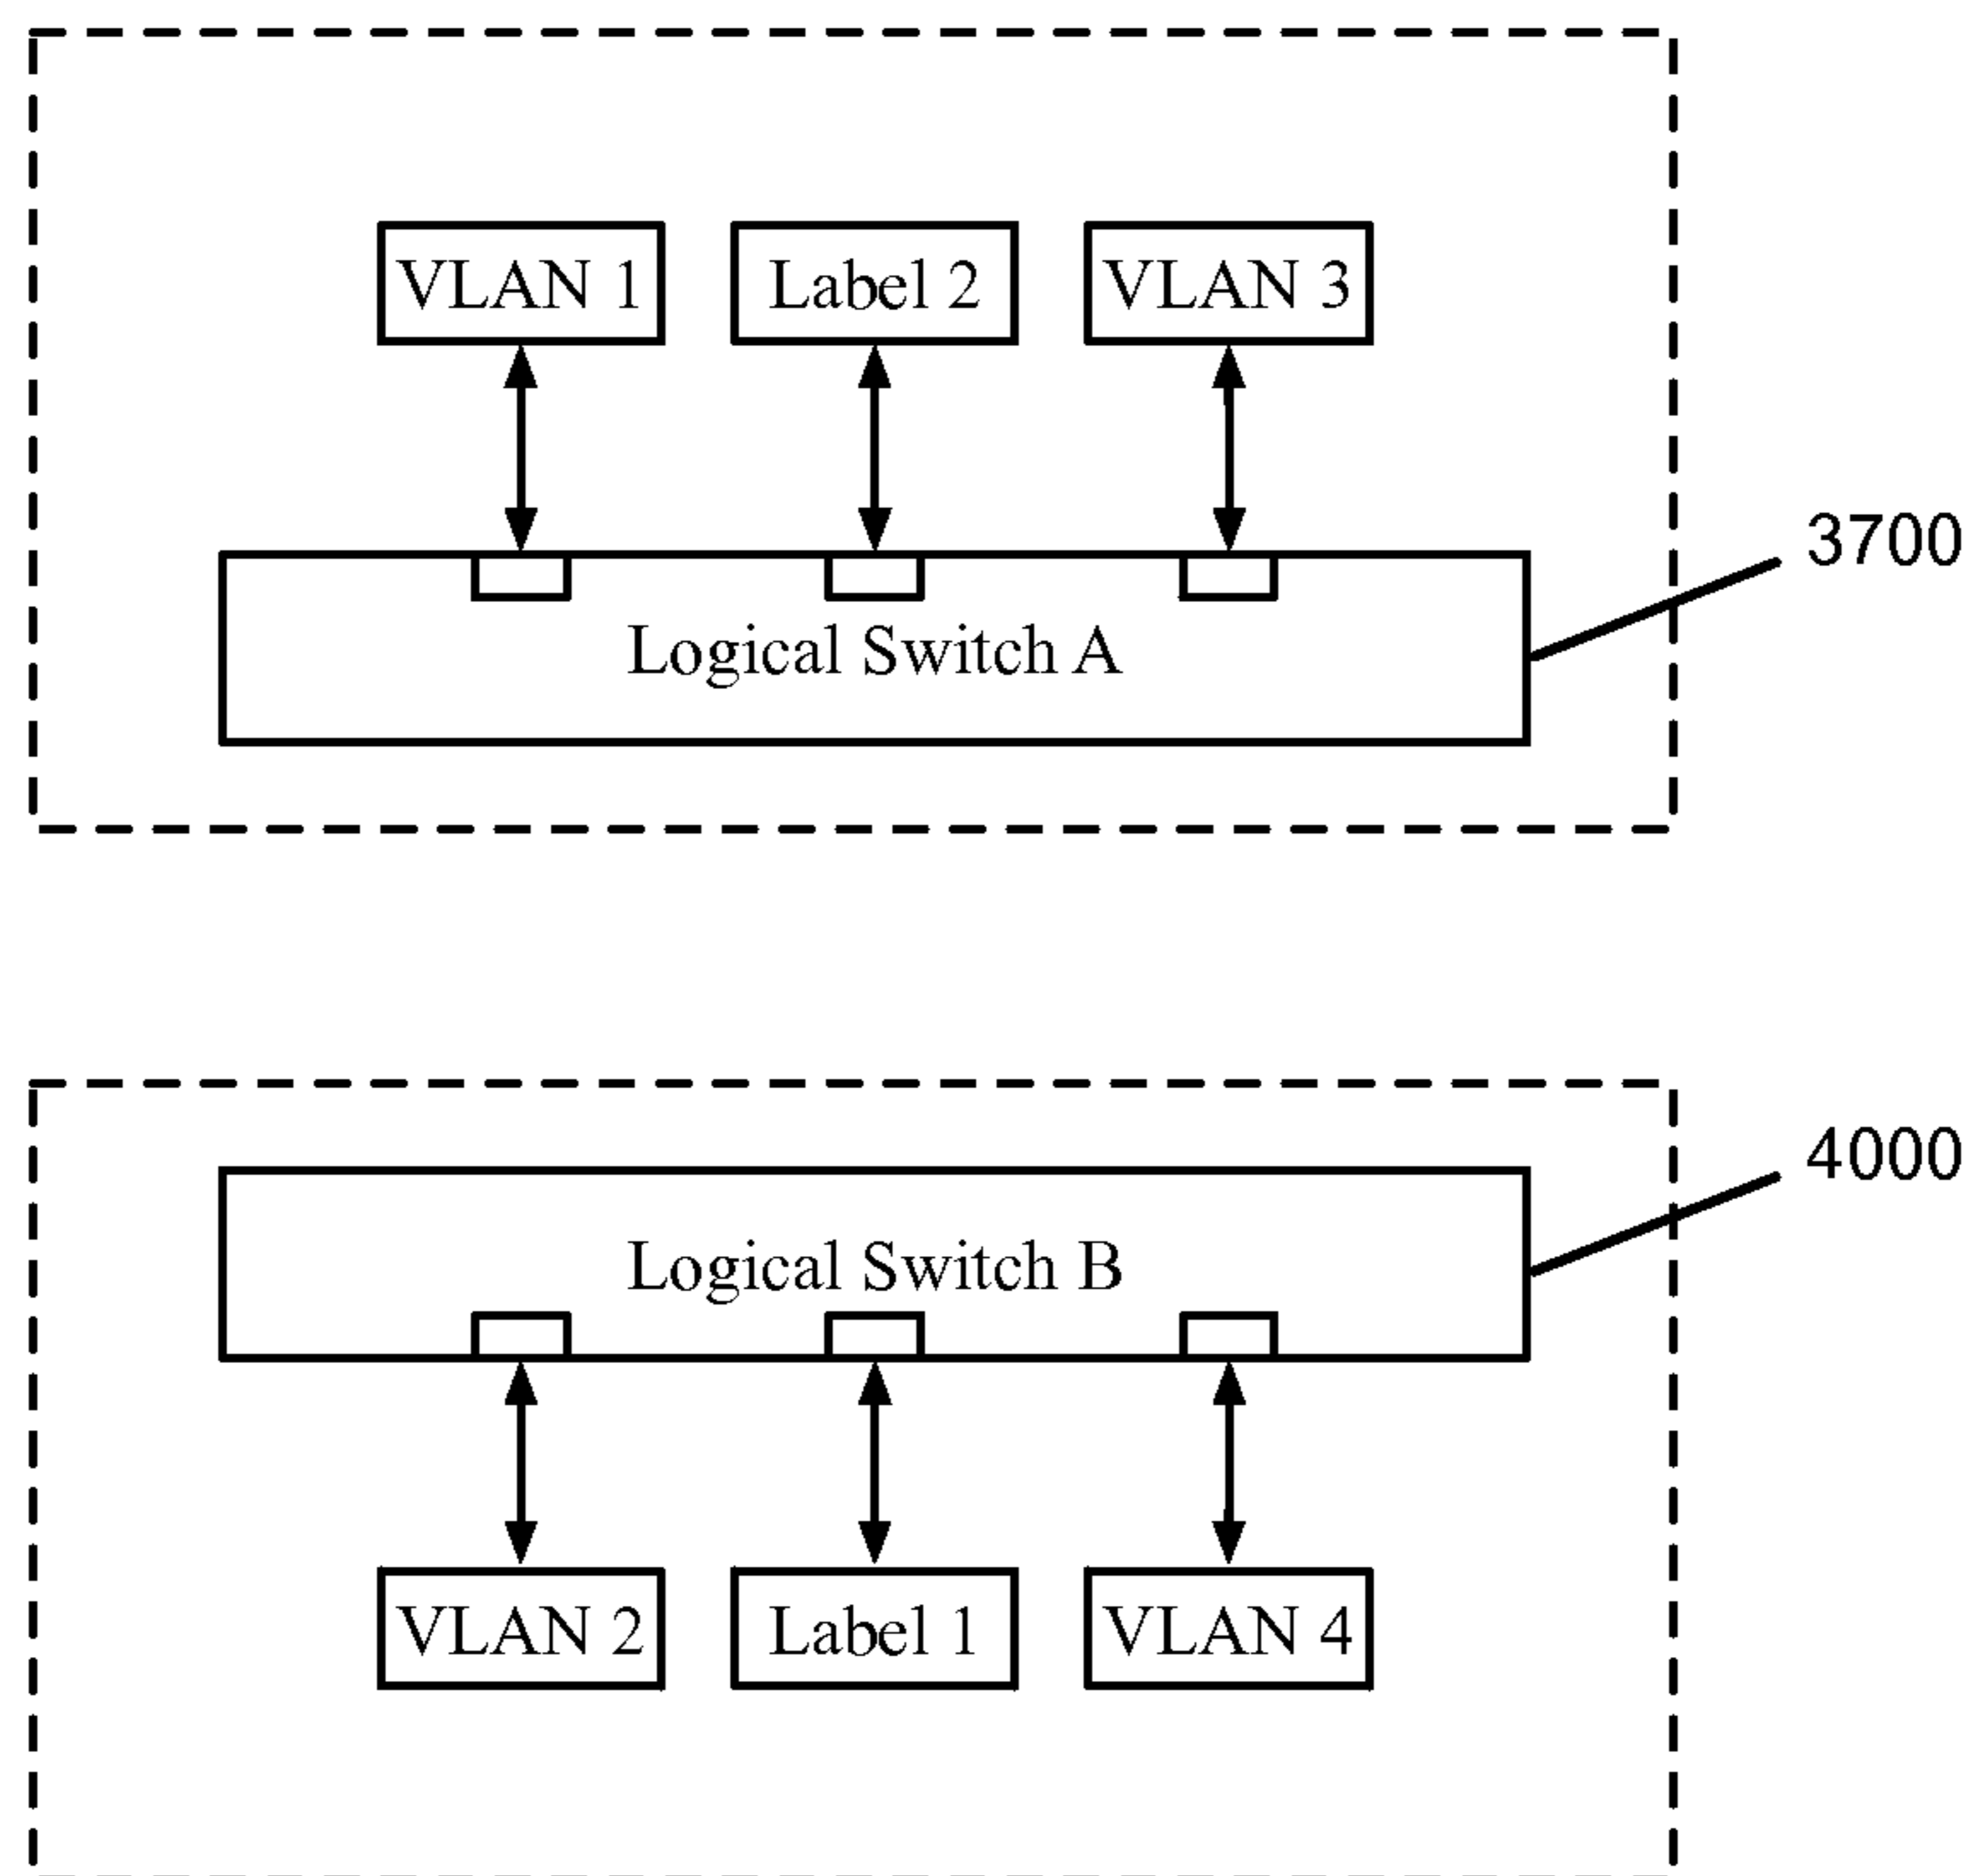 VLAN 1
Label 2
VLAN 3
3700
Logical Switch A
4000
Logical Switch B
VLAN 2
Label 1
VLAN 4